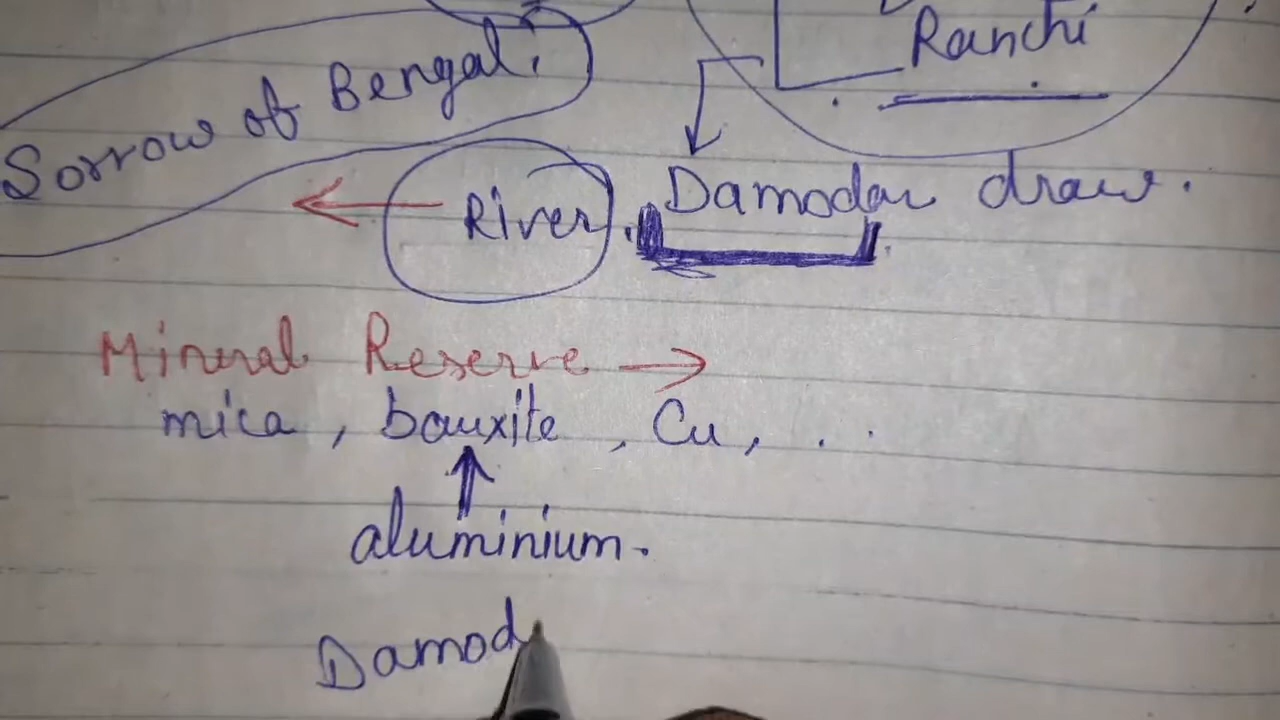 Ranchi
Sorrow of Bengal.
River. Damodar draw.
Mineral Reserve →
mica, bauxite, Cu, . .
aluminium.
Damod